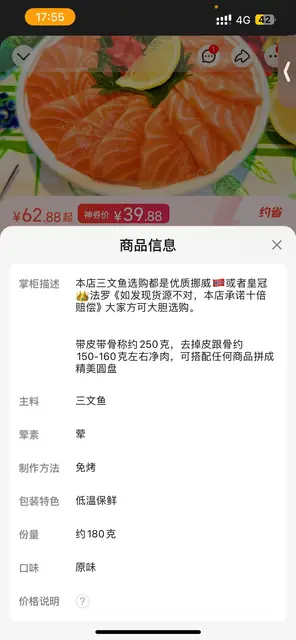 17:55
4G 42
1
¥62.88起 神券价 ¥39.88 约省
商品信息
掌柜描述 本店三文鱼选购都是优质挪威🇳🇴或者皇冠
👑法罗《如发现货源不对，本店承诺十倍
赔偿》大家方可大胆选购。
带皮带骨称约250克，去掉皮跟骨约
150-160克左右净肉，可搭配任何商品拼成
精美圆盘
主料 三文鱼
荤素 荤
制作方法 免烤
包装特色 低温保鲜
份量 约180克
口味 原味
价格说明 ?